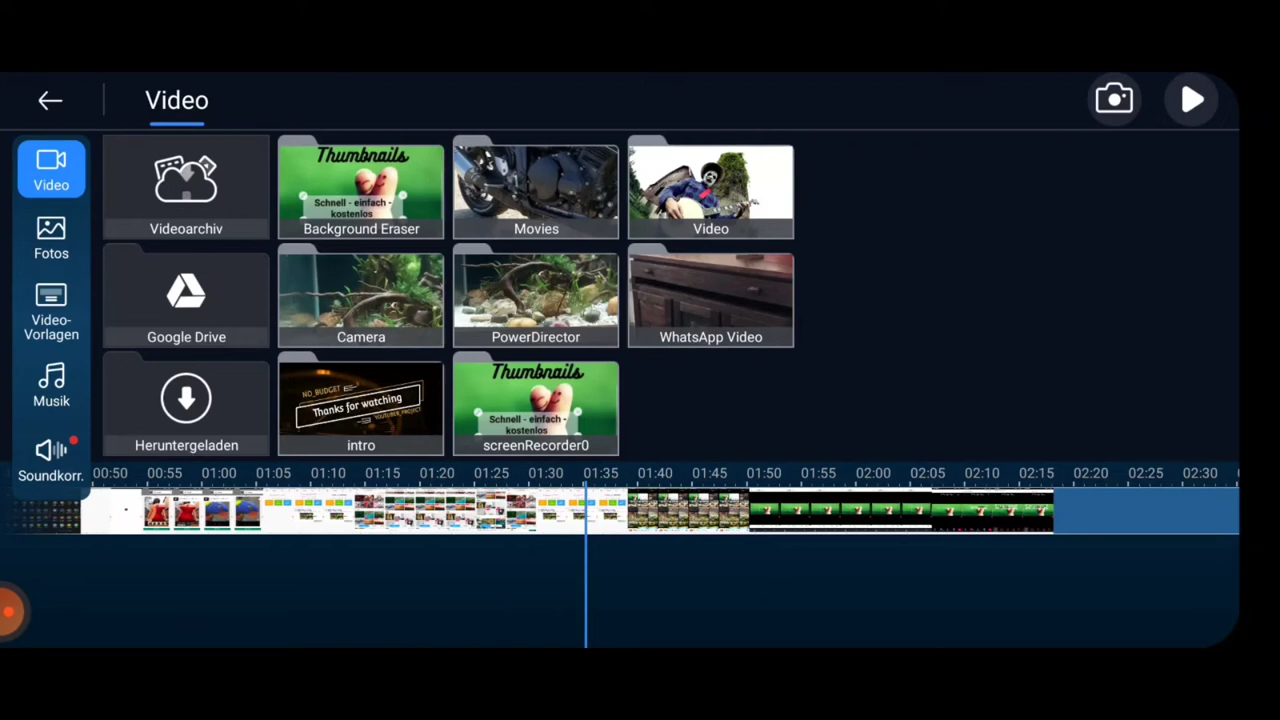 Video
Video
Fotos
Video-
Vorlagen
Musik
Soundkorr.
Videoarchiv
Thumbnails
Schnell - einfach -
kostenlos
Background Eraser
Movies
Video
Google Drive
Camera
PowerDirector
WhatsApp Video
Heruntergeladen
NO_BUDGET
Thanks for watching
YOUTUBER_PROJECT
intro
Thumbnails
Schnell - einfach -
kostenlos
screenRecorder0
00:50 00:55 01:00 01:05 01:10 01:15 01:20 01:25 01:30 01:35 01:40 01:45 01:50 01:55 02:00 02:05 02:10 02:15 02:20 02:25 02:30